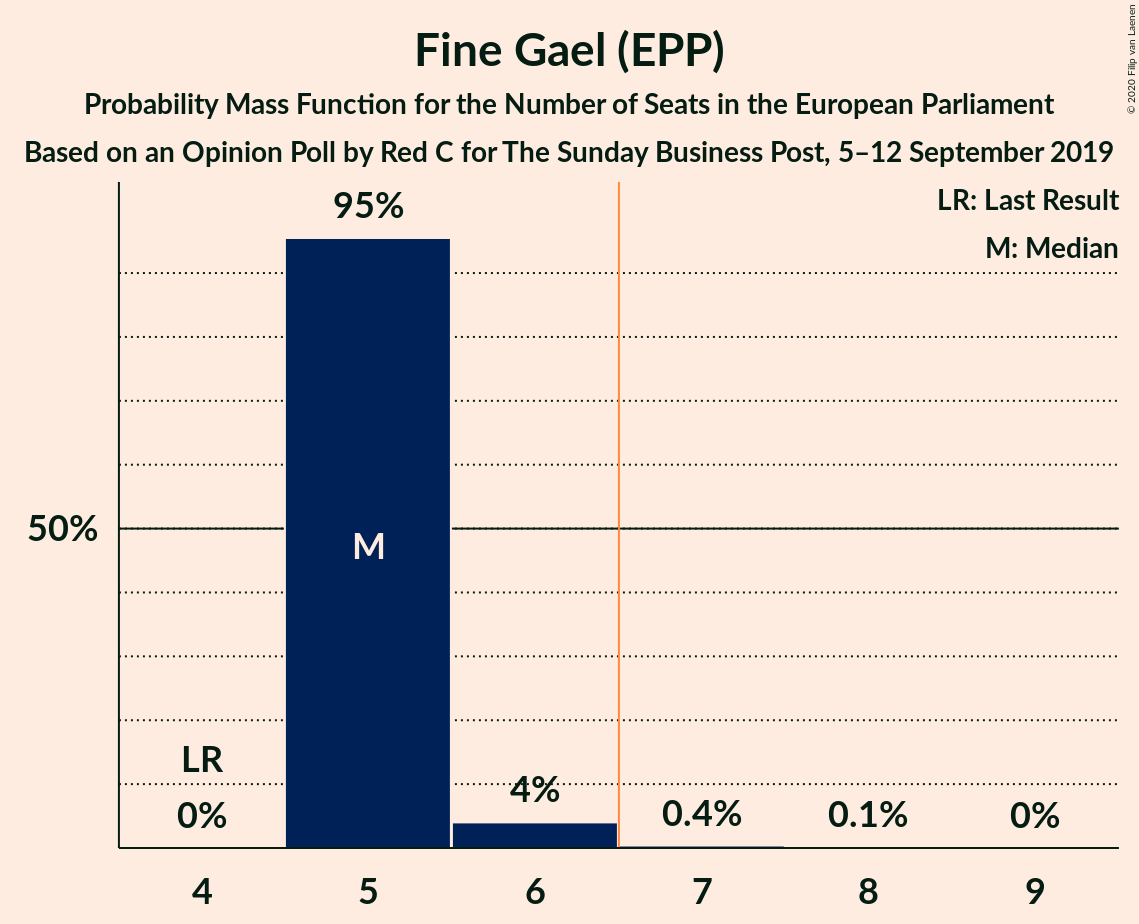 Fine Gael (EPP)
Probability Mass Function for the Number of Seats in the European Parliament
Based on an Opinion Poll by Red C for The Sunday Business Post, 5–12 September 2019
© 2020 Filip van Laenen
LR: Last Result
M: Median
95%
50%
M
LR
0%
4%
0.4%
0.1%
0%
4
5
6
7
8
9